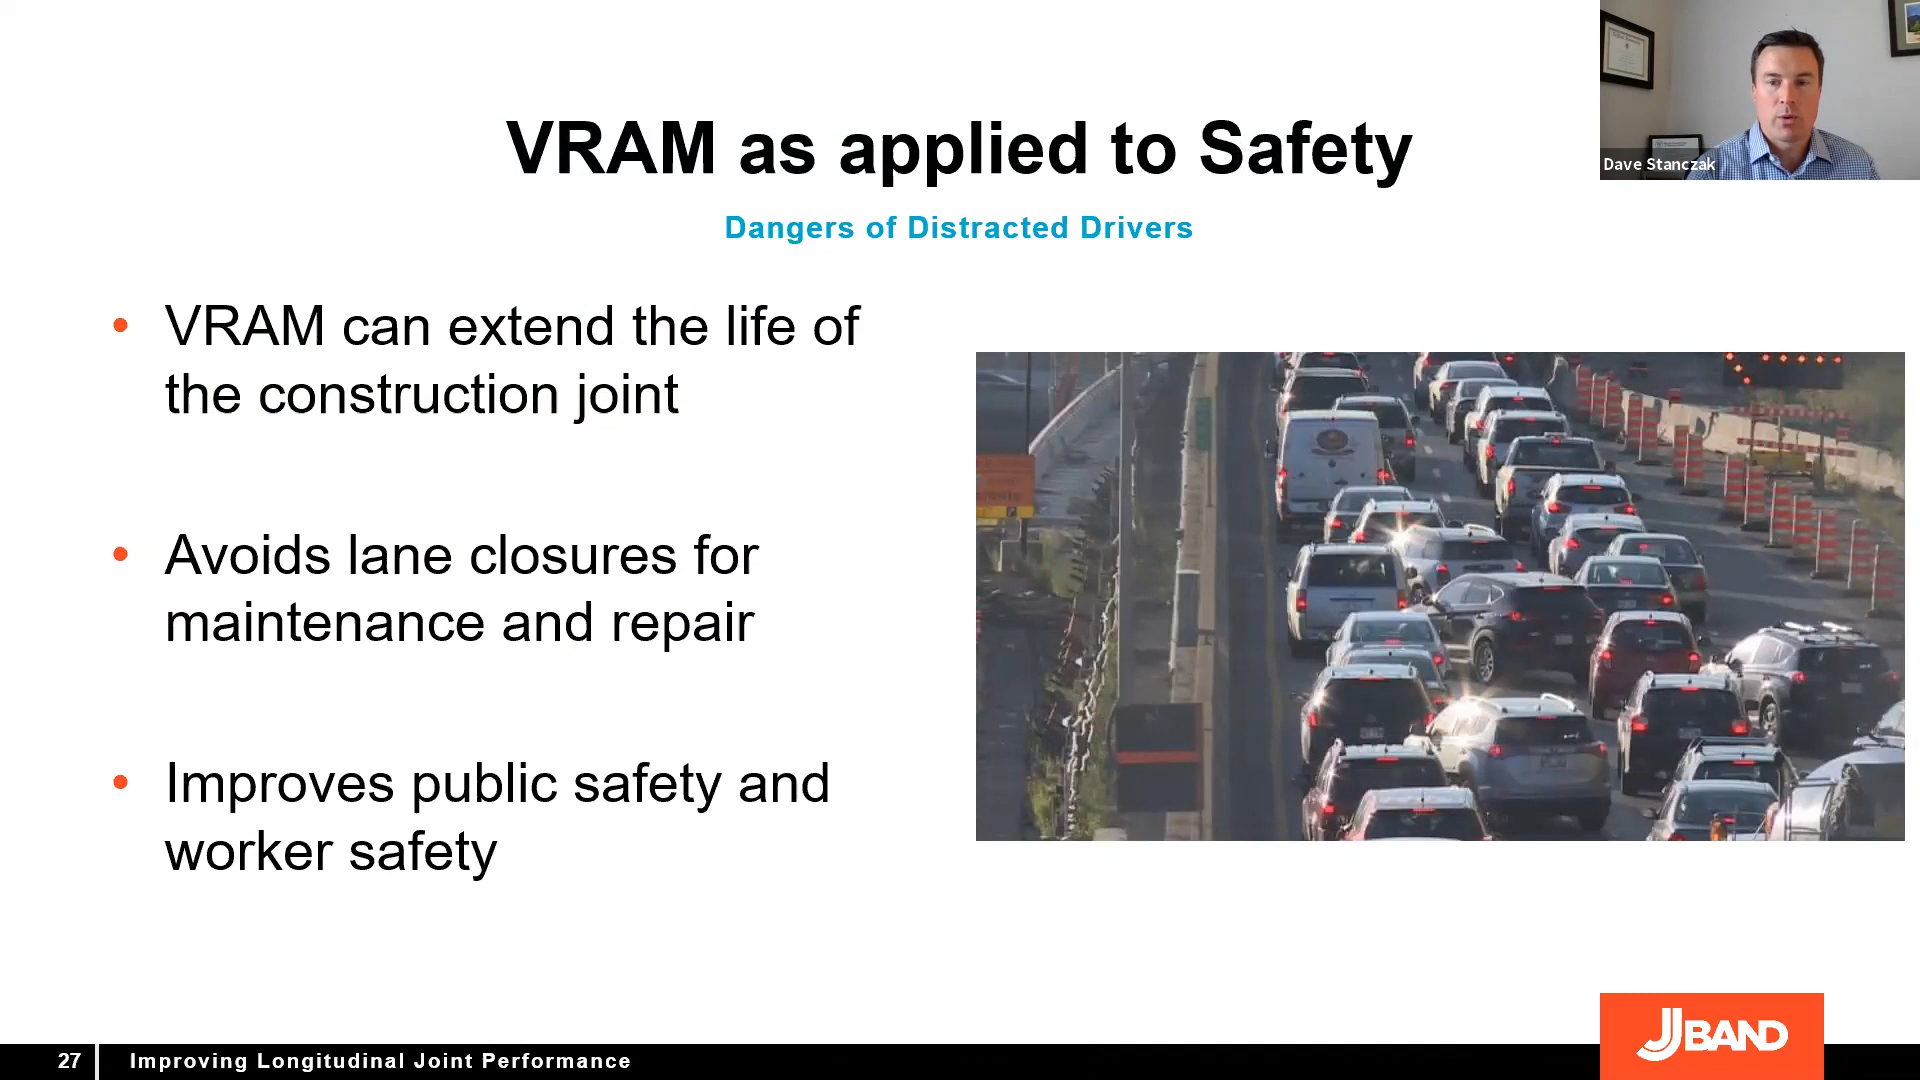 VRAM as applied to Safety
Dave Stanczak
Dangers of Distracted Drivers
• VRAM can extend the life of
the construction joint
• Avoids lane closures for
maintenance and repair
• Improves public safety and
worker safety
JBAND
27
Improving Longitudinal Joint Performance